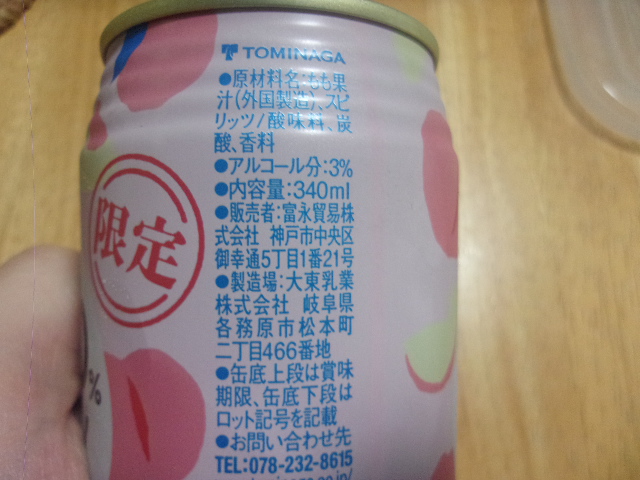 TOMINAGA
●原材料名:もも果
汁(外国製造)、スピ
リッツ/酸味料、炭
酸、香料
●アルコール分:3%
●内容量:340ml
●販売者:富永貿易株
式会社 神戸市中央区
御幸通5丁目1番21号
●製造場:大東乳業
株式会社 岐阜県
各務原市松本町
二丁目466番地
●缶底上段は賞味
期限、缶底下段は
ロット記号を記載
●お問い合わせ先
TEL:078-232-8615
限定
%